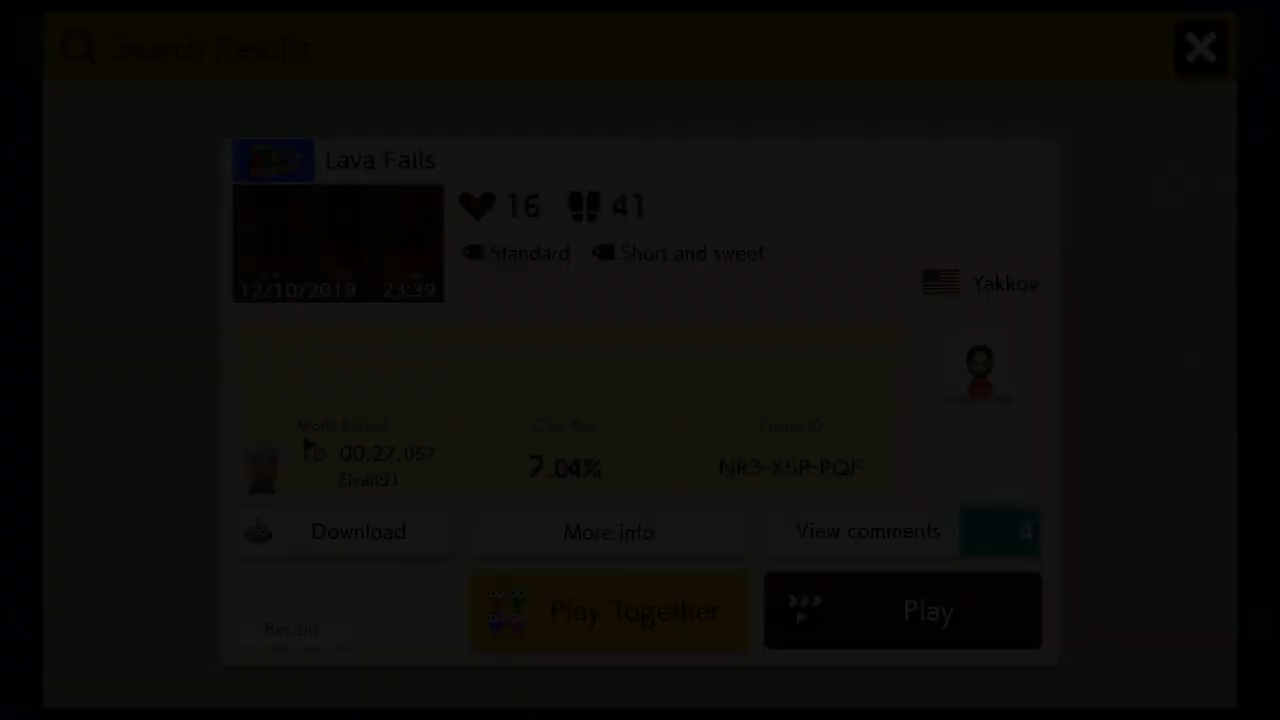 Search Results
Lava Falls
16 41
Standard Short and sweet
12/10/2019 23:39
Yakkov
World Record
00:27.057
Elyan91
Clear Rate
7.04%
Course ID
NR3-X5P-PQF
Download
More info
View comments 4
Play Together
Play
Report